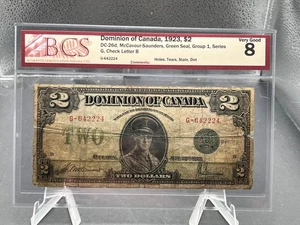 BCS
Dominion of Canada, 1923, $2
DC-26d, McCavour-Saunders, Green Seal, Group 1, Series
G, Check Letter B
G-642224
Comments: Holes, Tears, Stain, Dirt
Very Good
8
2 DOMINION OF CANADA 2
G-642224 G-642224
TWO
TWO DOLLARS
2 2